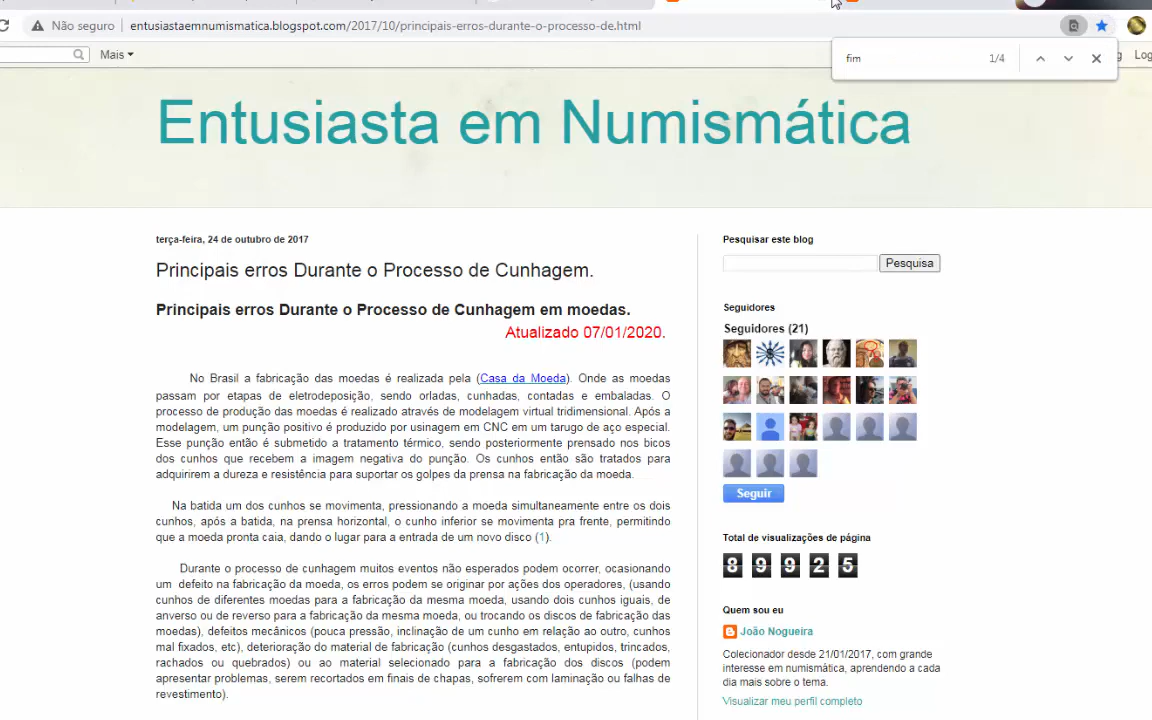 Não seguro
entusiastaemnumismatica.blogspot.com/2017/10/principais-erros-durante-o-processo-de.html
Mais
fim
1/4
Log
Entusiasta em Numismática
terça-feira, 24 de outubro de 2017
Principais erros Durante o Processo de Cunhagem.
Principais erros Durante o Processo de Cunhagem em moedas.
Atualizado 07/01/2020.
No Brasil a fabricação das moedas é realizada pela (Casa da Moeda). Onde as moedas
passam por etapas de eletrodeposição, sendo orladas, cunhadas, contadas e embaladas. O
processo de produção das moedas é realizado através de modelagem virtual tridimensional. Após a
modelagem, um punção positivo é produzido por usinagem em CNC em um tarugo de aço especial.
Esse punção então é submetido a tratamento térmico, sendo posteriormente prensado nos bicos
dos cunhos que recebem a imagem negativa do punção. Os cunhos então são tratados para
adquirirem a dureza e resistência para suportar os golpes da prensa na fabricação da moeda.
Na batida um dos cunhos se movimenta, pressionando a moeda simultaneamente entre os dois
cunhos, após a batida, na prensa horizontal, o cunho inferior se movimenta pra frente, permitindo
que a moeda pronta caia, dando o lugar para a entrada de um novo disco (1).
Durante o processo de cunhagem muitos eventos não esperados podem ocorrer, ocasionando
um defeito na fabricação da moeda, os erros podem se originar por ações dos operadores, (usando
cunhos de diferentes moedas para a fabricação da mesma moeda, usando dois cunhos iguais, de
anverso ou de reverso para a fabricação da mesma moeda, ou trocando os discos de fabricação das
moedas), defeitos mecânicos (pouca pressão, inclinação de um cunho em relação ao outro, cunhos
mal fixados, etc), deterioração do material de fabricação (cunhos desgastados, entupidos, trincados,
rachados ou quebrados) ou ao material selecionado para a fabricação dos discos (podem
apresentar problemas, serem recortados em finais de chapas, sofrerem com laminação ou falhas de
revestimento).
Pesquisar este blog
Pesquisa
Seguidores
Seguidores (21)
Seguir
Total de visualizações de página
89925
Quem sou eu
João Nogueira
Colecionador desde 21/01/2017, com grande
interesse em numismática, aprendendo a cada
dia mais sobre o tema.
Visualizar meu perfil completo